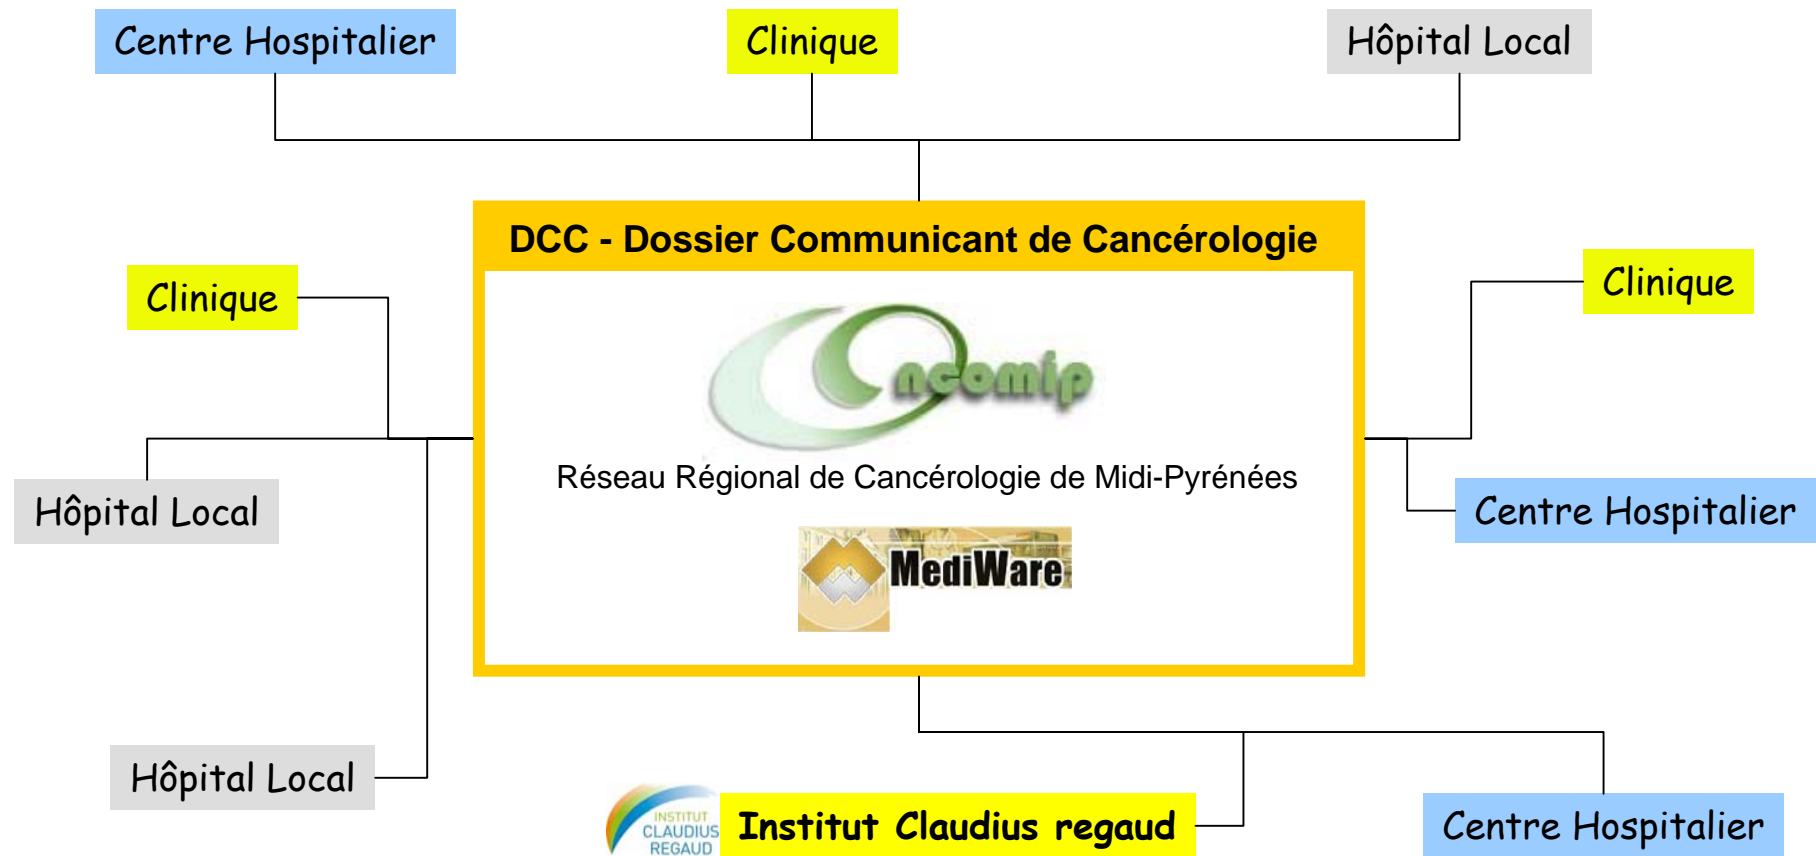 Centre Hospitalier
Clinique
Hôpital Local
DCC - Dossier Communicant de Cancérologie
Clinique
Clinique
Oncomip
Réseau Régional de Cancérologie de Midi-Pyrénées
Hôpital Local
Centre Hospitalier
MediWare
Hôpital Local
INSTITUT
CLAUDIUS
REGAUD
Institut Claudius regaud
Centre Hospitalier